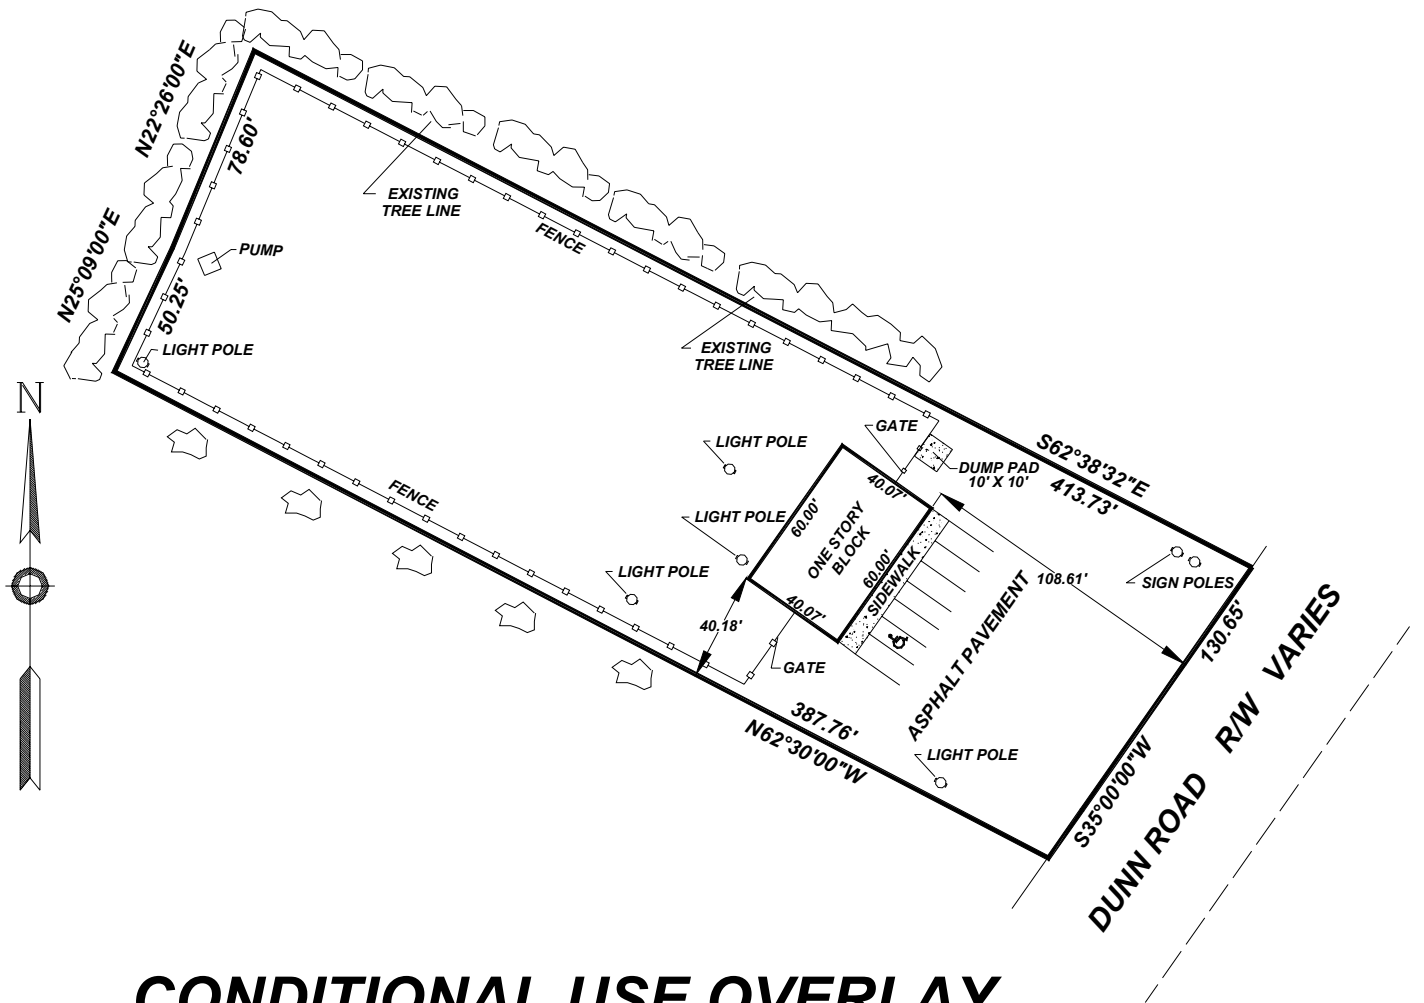 N22°26'00"E
78.60'
EXISTING
TREE LINE
FENCE
PUMP
N25°09'00"E
50.25'
LIGHT POLE
EXISTING
TREE LINE
N
GATE
S62°38'32"E
413.73'
LIGHT POLE
DUMP PAD
10' X 10'
40.07'
60.00'
ONE STORY
BLOCK
60.00'
SIDEWALK
FENCE
LIGHT POLE
LIGHT POLE
40.07'
40.18'
GATE
108.61'
SIGN POLES
ASPHALT PAVEMENT
130.65'
387.76'
N62°30'00"W
LIGHT POLE
S35°00'00"W
DUNN ROAD R/W VARIES
CONDITIONAL USE OVERLAY